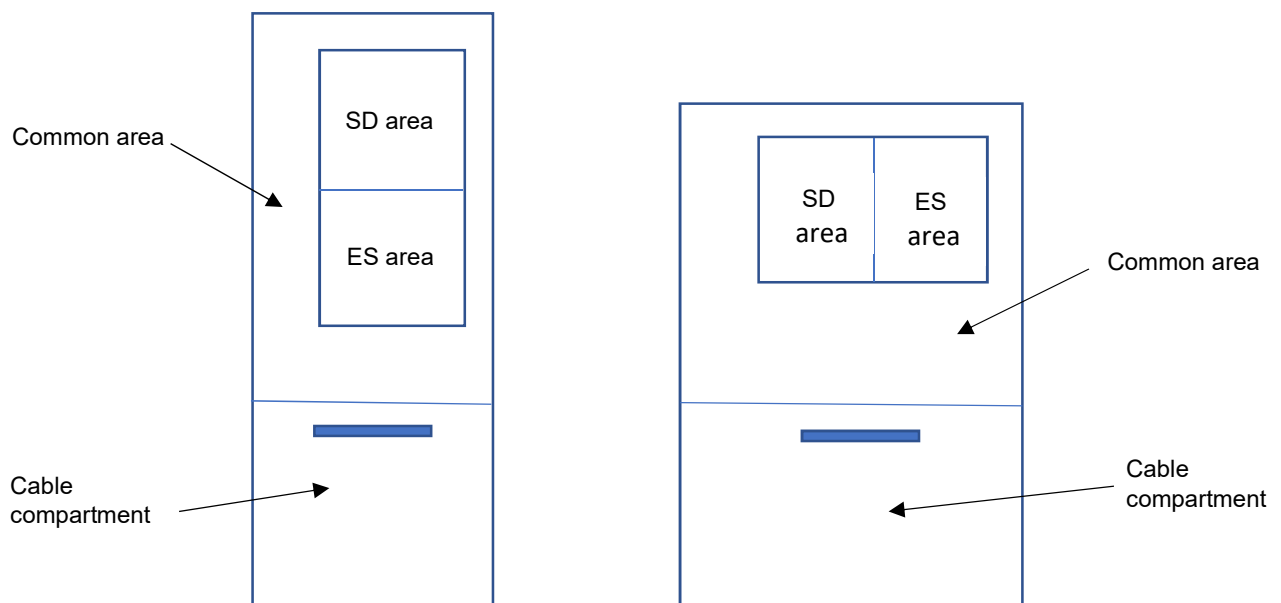 SD area
Common area
ES area
Cable
compartment
SD
area
ES
area
Common area
Cable
compartment